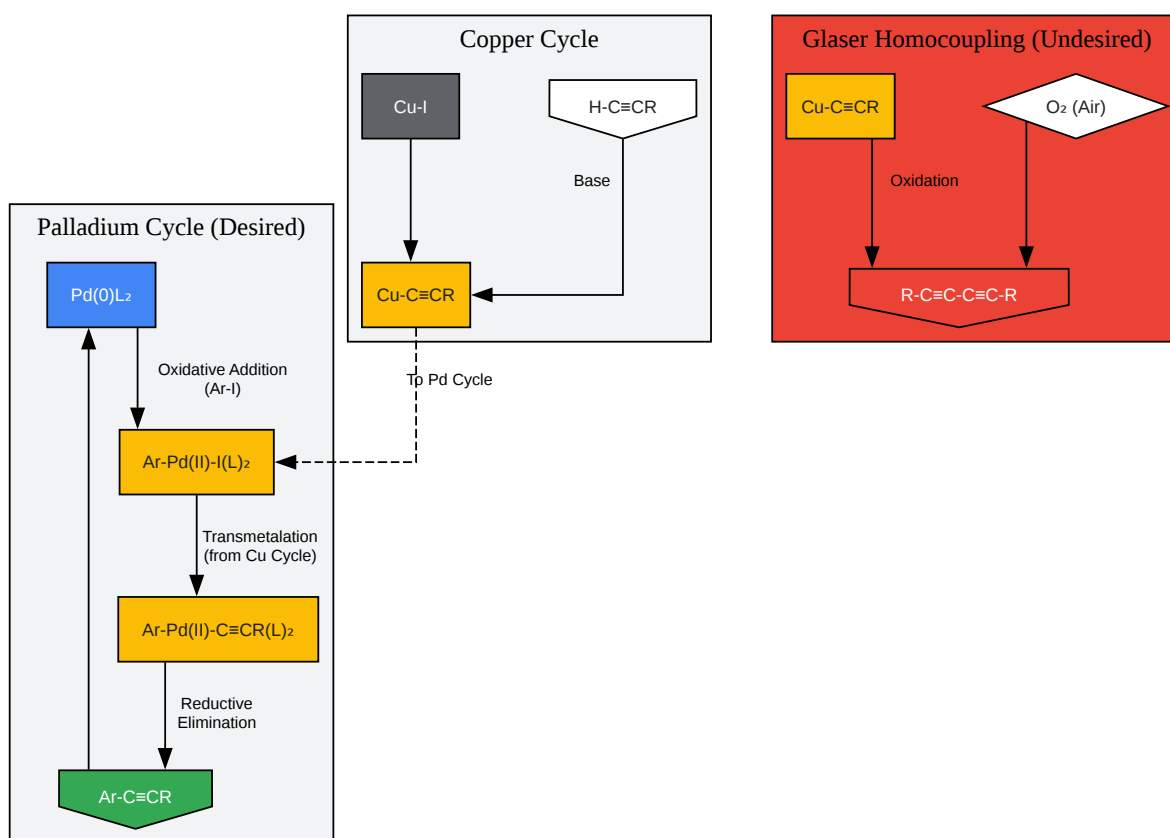 Copper Cycle
Cu-I
H-C≡CR
Base
Cu-C≡CR
To Pd Cycle
Glaser Homocoupling (Undesired)
Cu-C≡CR
O₂ (Air)
Oxidation
R-C≡C-C≡C-R
Palladium Cycle (Desired)
Pd(0)L₂
Oxidative Addition
(Ar-I)
Ar-Pd(II)-I(L)₂
Transmetalation
(from Cu Cycle)
Ar-Pd(II)-C≡CR(L)₂
Reductive
Elimination
Ar-C≡CR